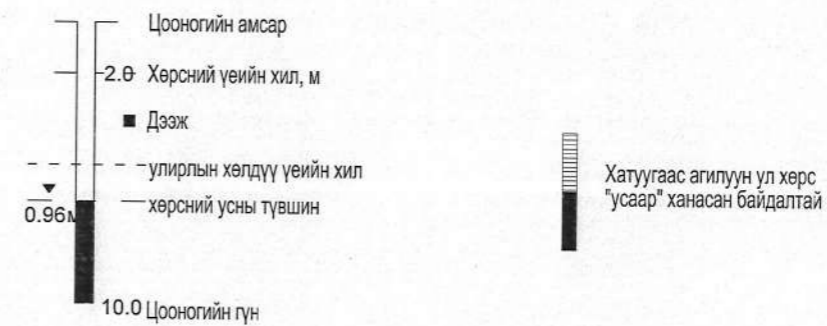 Цооногийн амсар
2.0 Хөрсний үеийн хил, м
Дээж
улирлын хөлдүү үеийн хил
хөрсний усны түвшин
0.96м
10.0 Цооногийн гүн
Хатуугаас агилуун ул хөрс
"усаар" ханасан байдалтай